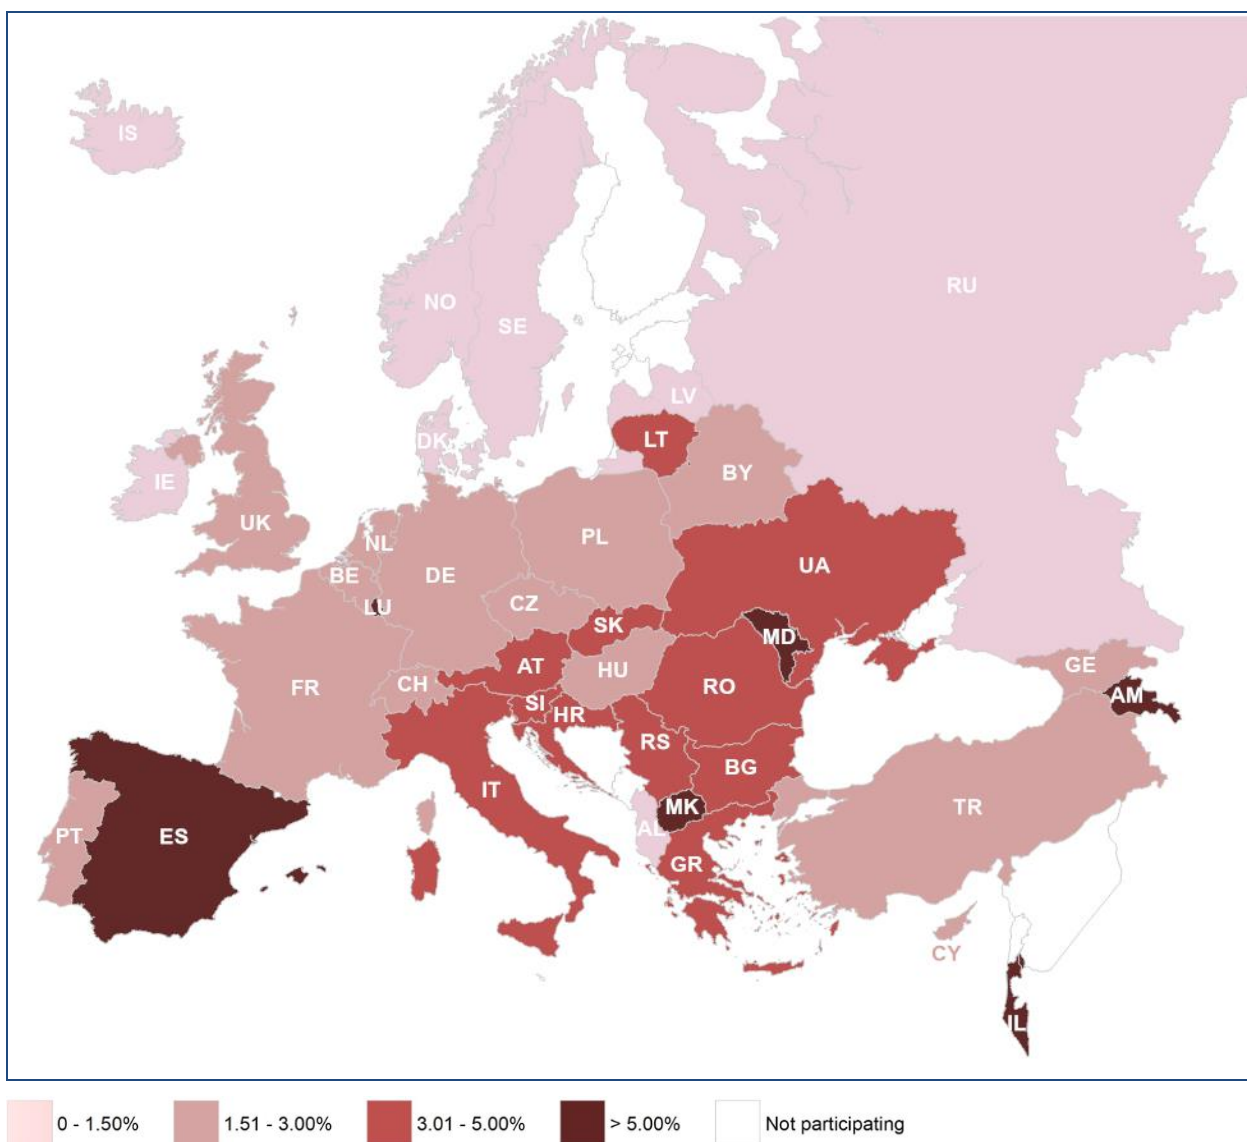 IS
RU
NO
SE
LV
DK
LT
IE
BY
UK
NL
PL
BE
DE
UA
LU
CZ
SK
MD
AT
HU
GE
FR
CH
RO
AM
SI
HR
RS
BG
IT
MK
TR
PT
ES
AL
GR
CY
IL
0 - 1.50% 1.51 - 3.00% 3.01 - 5.00% > 5.00% Not participating